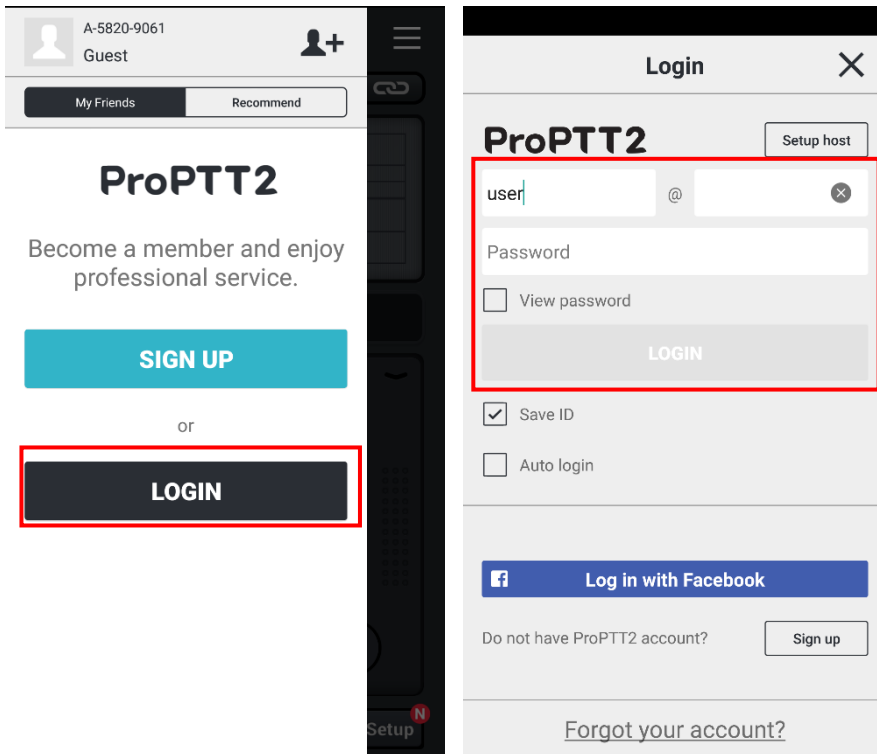 A-5820-9061
Guest
My Friends
Recommend
ProPTT2
Become a member and enjoy
professional service.
SIGN UP
or
LOGIN
Setup
N
Login
ProPTT2
Setup host
user
@
Password
View password
LOGIN
Save ID
Auto login
Log in with Facebook
Do not have ProPTT2 account?
Sign up
Forgot your account?